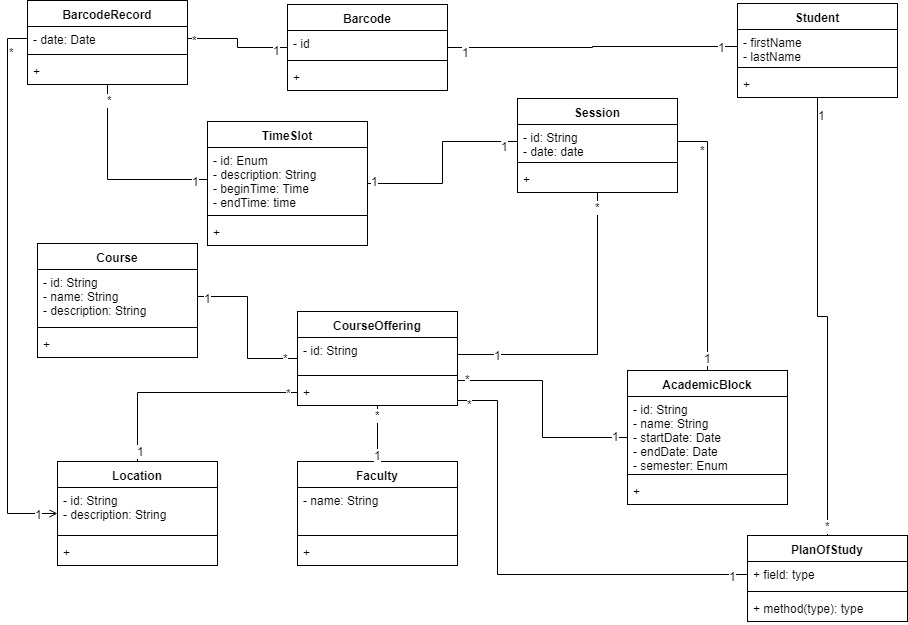 BarcodeRecord
- date: Date
+
*
*
*
Barcode
- id
+
1
1
Student
- firstName
- lastName
+
1
1
TimeSlot
- id: Enum
- description: String
- beginTime: Time
- endTime: time
+
1
1
Session
- id: String
- date: date
+
1
*
*
Course
- id: String
- name: String
- description: String
+
1
CourseOffering
- id: String
+
*
1
*
*
*
*
AcademicBlock
- id: String
- name: String
- startDate: Date
- endDate: Date
- semester: Enum
+
1
1
Location
- id: String
- description: String
+
1
1
Faculty
- name: String
+
1
PlanOfStudy
+ field: type
+ method(type): type
*
1